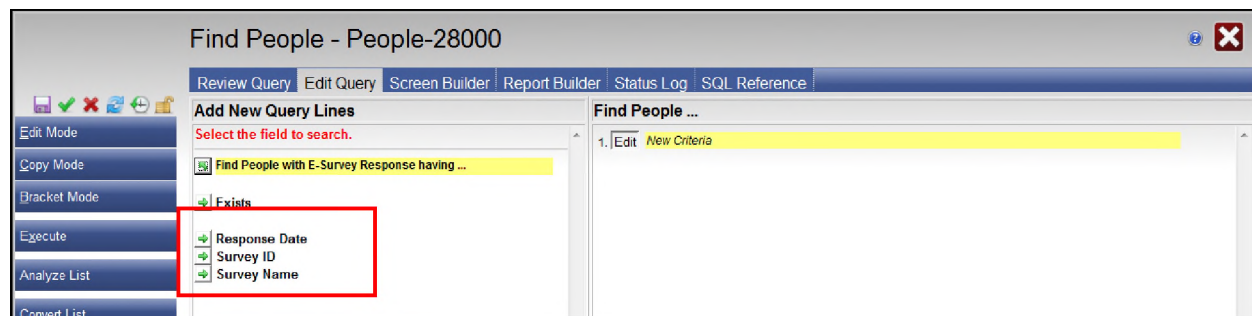 Find People - People-28000
Review Query Edit Query Screen Builder Report Builder Status Log SQL Reference
Edit Mode
Copy Mode
Bracket Mode
Execute
Analyze List
Convert List
Add New Query Lines
Select the field to search.
Find People with E-Survey Response having ...
Exists
Response Date
Survey ID
Survey Name
Find People ...
1. Edit New Criteria